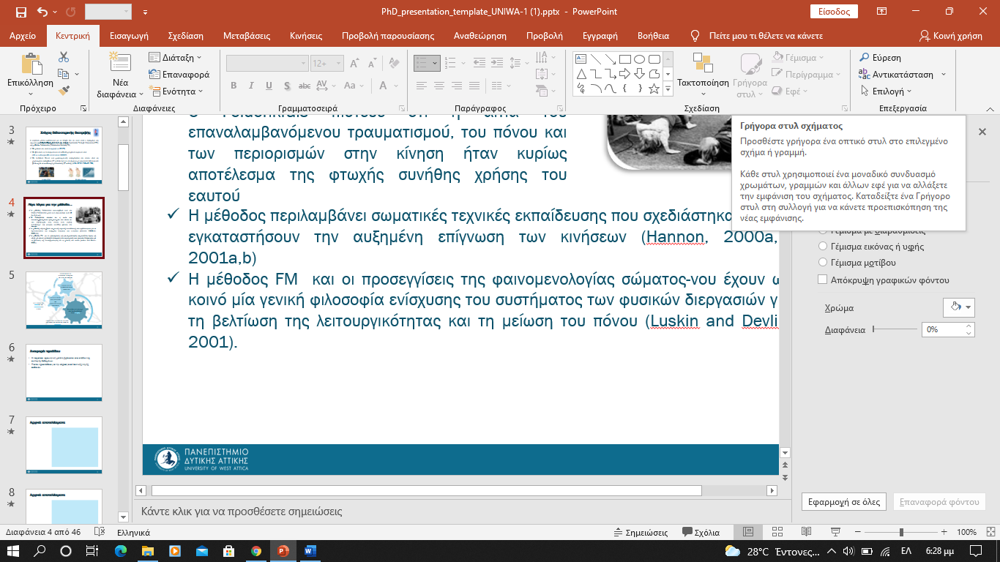 PhD_presentation_template_UNIWA-1 (1).pptx - PowerPoint
Είσοδος
Αρχείο Κεντρική Εισαγωγή Σχεδίαση Μεταβάσεις Κινήσεις Προβολή παρουσίασης Αναθεώρηση Προβολή Εγγραφή Βοήθεια Πείτε μου τι θέλετε να κάνετε Κοινή χρήση
Επικόλληση
Πρόχειρο
Νέα
διαφάνεια
Διάταξη
Επαναφορά
Ενότητα
Διαφάνειες
12+
B I U S abc AV Aa A
Γραμματοσειρά
Παράγραφος
Τακτοποίηση
Γρήγορα
στυλ
Γέμισμα
Περίγραμμα
Εφέ
Σχεδίαση
Εύρεση
Αντικατάσταση
Επιλογή
Επεξεργασία
3
4
5
6
7
Αρχικά αποτελέσματα
8
Αρχικά αποτελέσματα
επαναλαμβανόμενου τραυματισμού, του πόνου και
των περιορισμών στην κίνηση ήταν κυρίως
αποτέλεσμα της φτωχής συνήθης χρήσης του
εαυτού
✓ Η μέθοδος περιλαμβάνει σωματικές τεχνικές εκπαίδευσης που σχεδιάστηκα
εγκαταστήσουν την αυξημένη επίγνωση των κινήσεων (Hannon, 2000a,
2001a,b)
✓ Η μέθοδος FM και οι προσεγγίσεις της φαινομενολογίας σώματος-νου έχουν ω
κοινό μία γενική φιλοσοφία ενίσχυσης του συστήματος των φυσικών διεργασιών γ
τη βελτίωση της λειτουργικότητας και τη μείωση του πόνου (Luskin and Devli
2001).
ΠΑΝΕΠΙΣΤΗΜΙΟ
ΔΥΤΙΚΗΣ ΑΤΤΙΚΗΣ
UNIVERSITY OF WEST ATTICA
Γρήγορα στυλ σχήματος
Προσθέστε γρήγορα ένα οπτικό στυλ στο επιλεγμένο
σχήμα ή γραμμή.
Κάθε στυλ χρησιμοποιεί ένα μοναδικό συνδυασμό
χρωμάτων, γραμμών και άλλων εφέ για να αλλάξετε
την εμφάνιση του σχήματος. Καταδείξτε ένα Γρήγορο
στυλ στη συλλογή για να κάνετε προεπισκόπηση της
νέας εμφάνισης.
Γέμισμα με διαβαθμίσεις
Γέμισμα εικόνας ή υφής
Γέμισμα μοτίβου
Απόκρυψη γραφικών φόντου
Χρώμα
Διαφάνεια 0%
Εφαρμογή σε όλες Επαναφορά φόντου
Κάντε κλικ για να προσθέσετε σημειώσεις
Διαφάνεια 4 από 46 Ελληνικά Σημειώσεις Σχόλια 100%
28°C Έντονες... ΕΛ 6:28 μμ